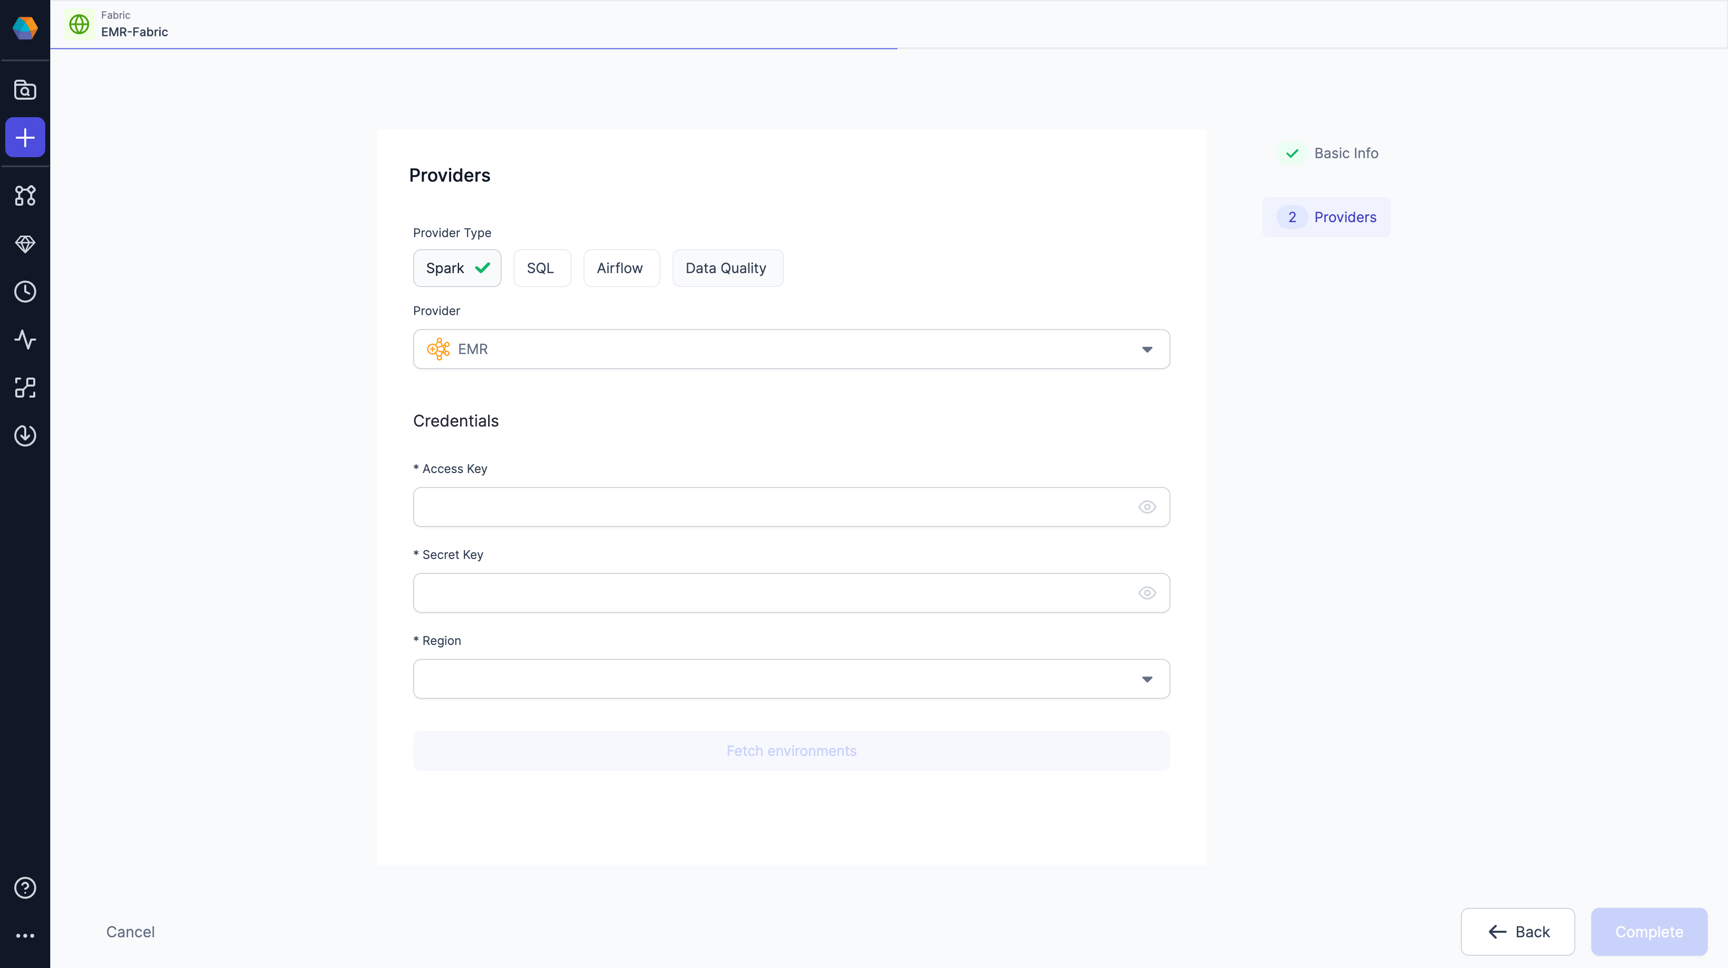 Fabric
EMR-Fabric
Providers
Provider Type
Spark
SQL
Airflow
Data Quality
Provider
EMR
Credentials
* Access Key
* Secret Key
* Region
Fetch environments
Basic Info
2 Providers
Cancel
Back
Complete